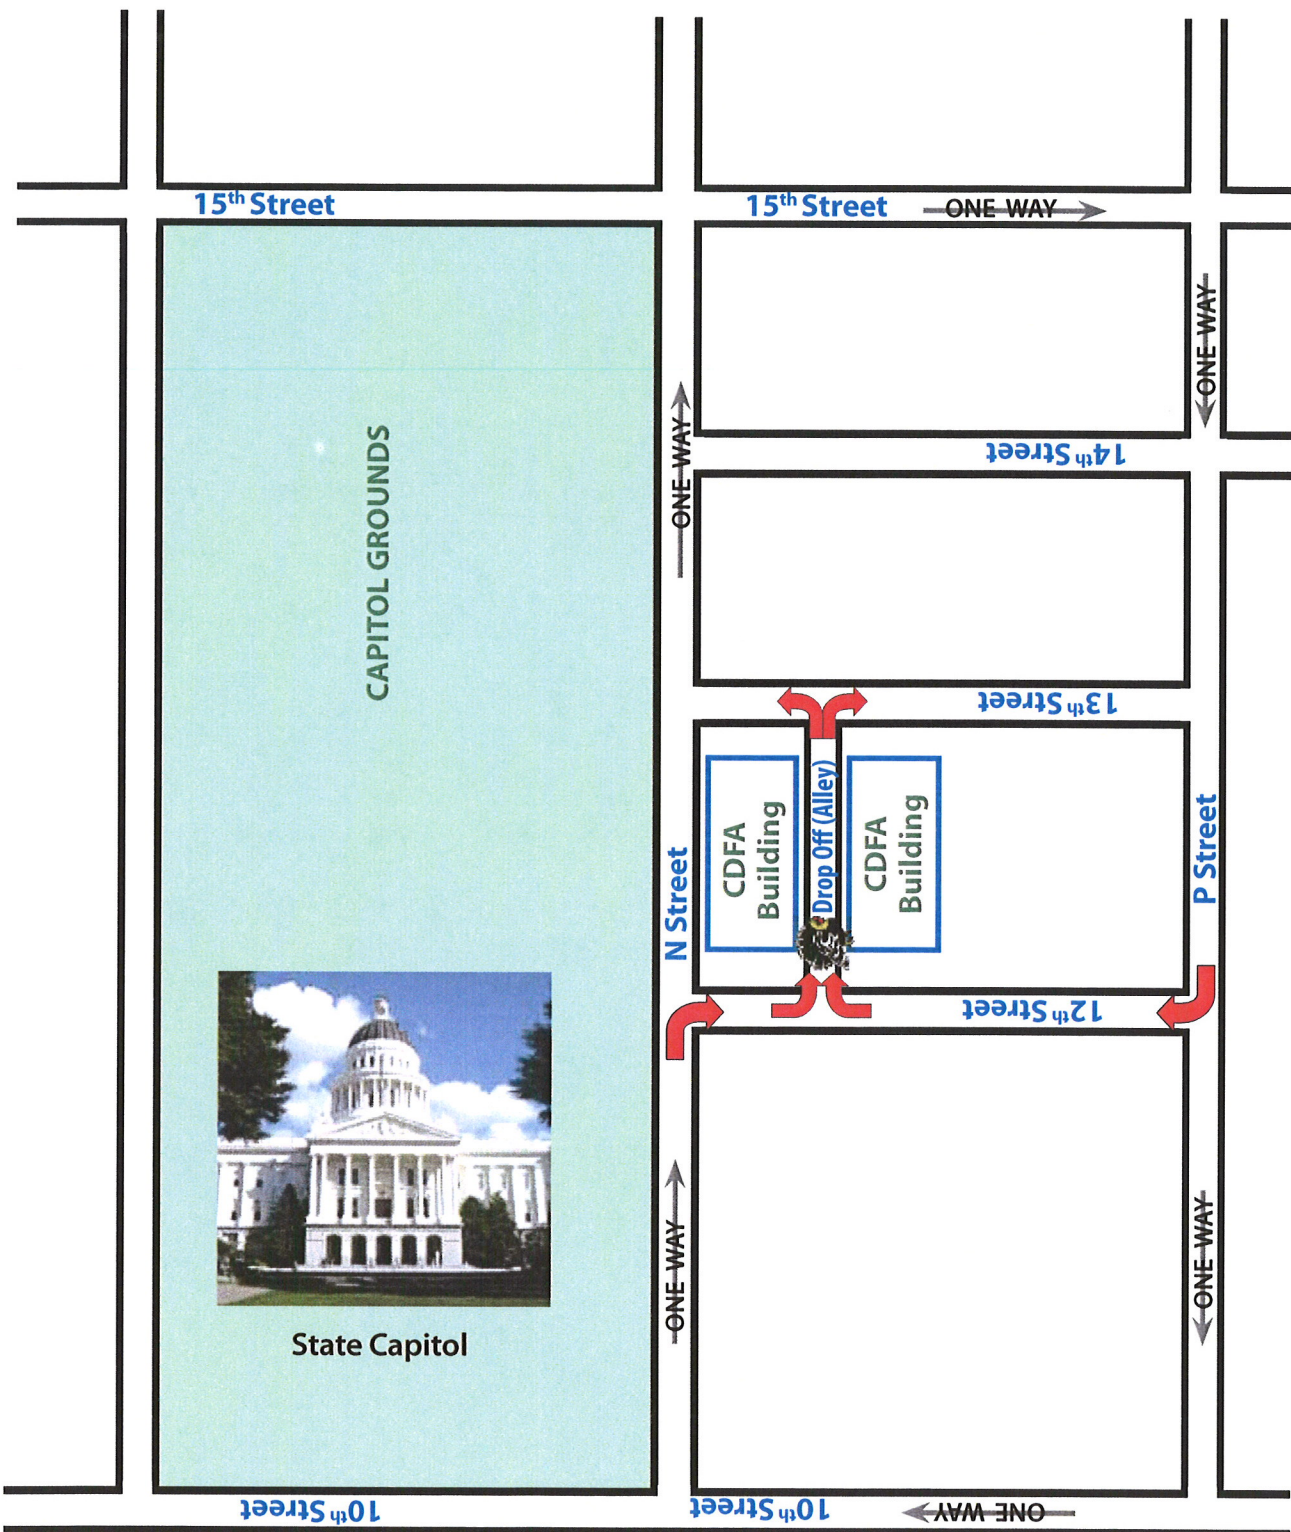 15th Street
15th Street
ONE WAY
ONE WAY
ONE WAY
14th Street
CAPITOL GROUNDS
13th Street
CDFA
Building
Drop Off (Alley)
CDFA
Building
N Street
P Street
12th Street
ONE WAY
ONE WAY
State Capitol
10th Street
10th Street
ONE WAY